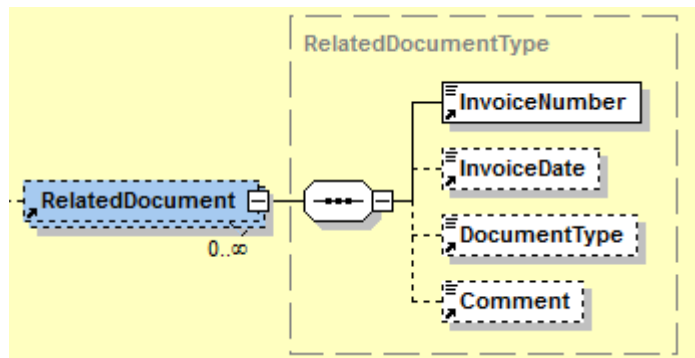 RelatedDocumentType
InvoiceNumber
InvoiceDate
RelatedDocument
0..∞
DocumentType
Comment